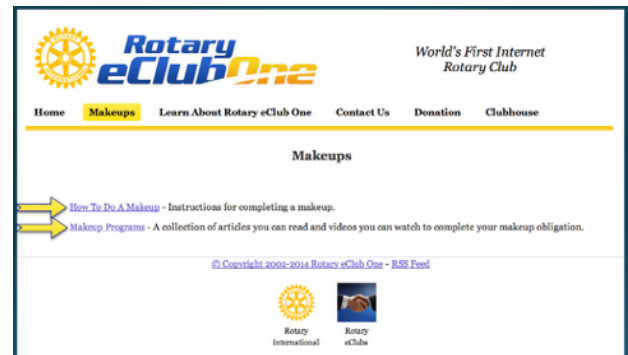 Rotary
eClubOne
World's First Internet
Rotary Club
Home Makeups Learn About Rotary eClub One Contact Us Donation Clubhouse
Makeups
How To Do A Makeup - Instructions for completing a makeup.
Makeup Programs - A collection of articles you can read and videos you can watch to complete your makeup obligation.
© Copyright 2002-2014 Rotary eClub One - RSS Feed
Rotary
International
Rotary
eClubs